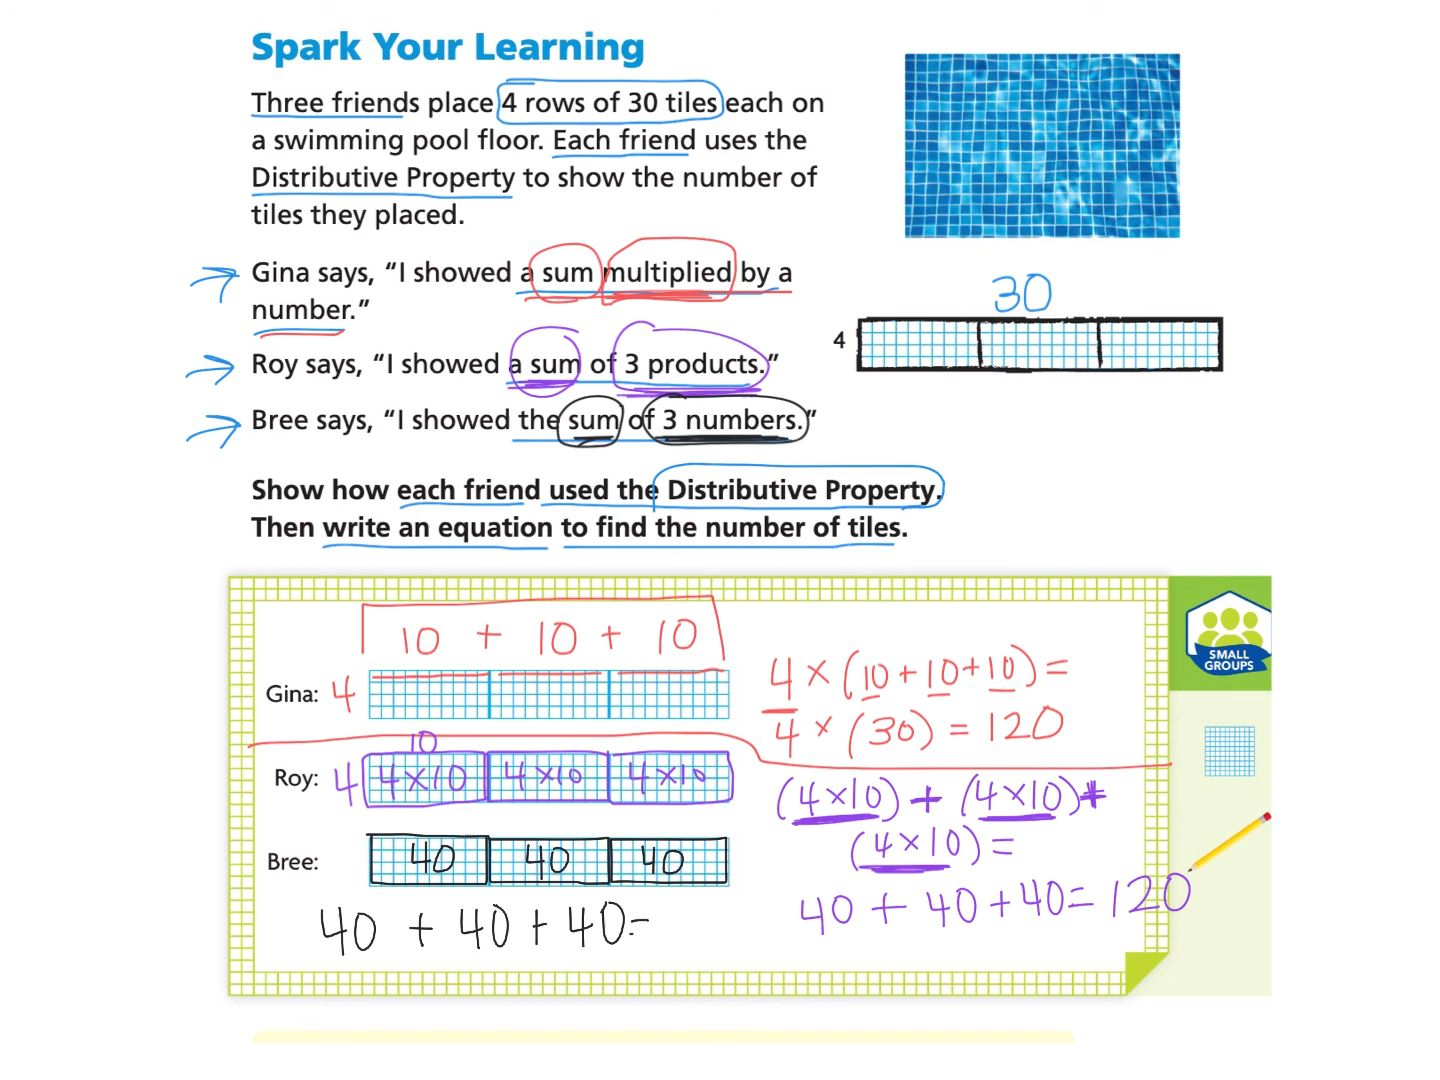 Spark Your Learning
Three friends place 4 rows of 30 tiles each on
a swimming pool floor. Each friend uses the
Distributive Property to show the number of
tiles they placed.
Gina says, “I showed a sum multiplied by a
number.”
Roy says, “I showed a sum of 3 products.”
Bree says, “I showed the sum of 3 numbers.”
30
4
Show how each friend used the Distributive Property.
Then write an equation to find the number of tiles.
10 + 10 + 10
Gina: 4
4 × (10 + 10 + 10) =
4 × (30) = 120
SMALL
GROUPS
10
Roy: 4 4×10 4×10 4×10
(4×10) + (4×10) +
(4×10) =
40 + 40 + 40 = 120
Bree: 40 40 40
40 + 40 + 40 =